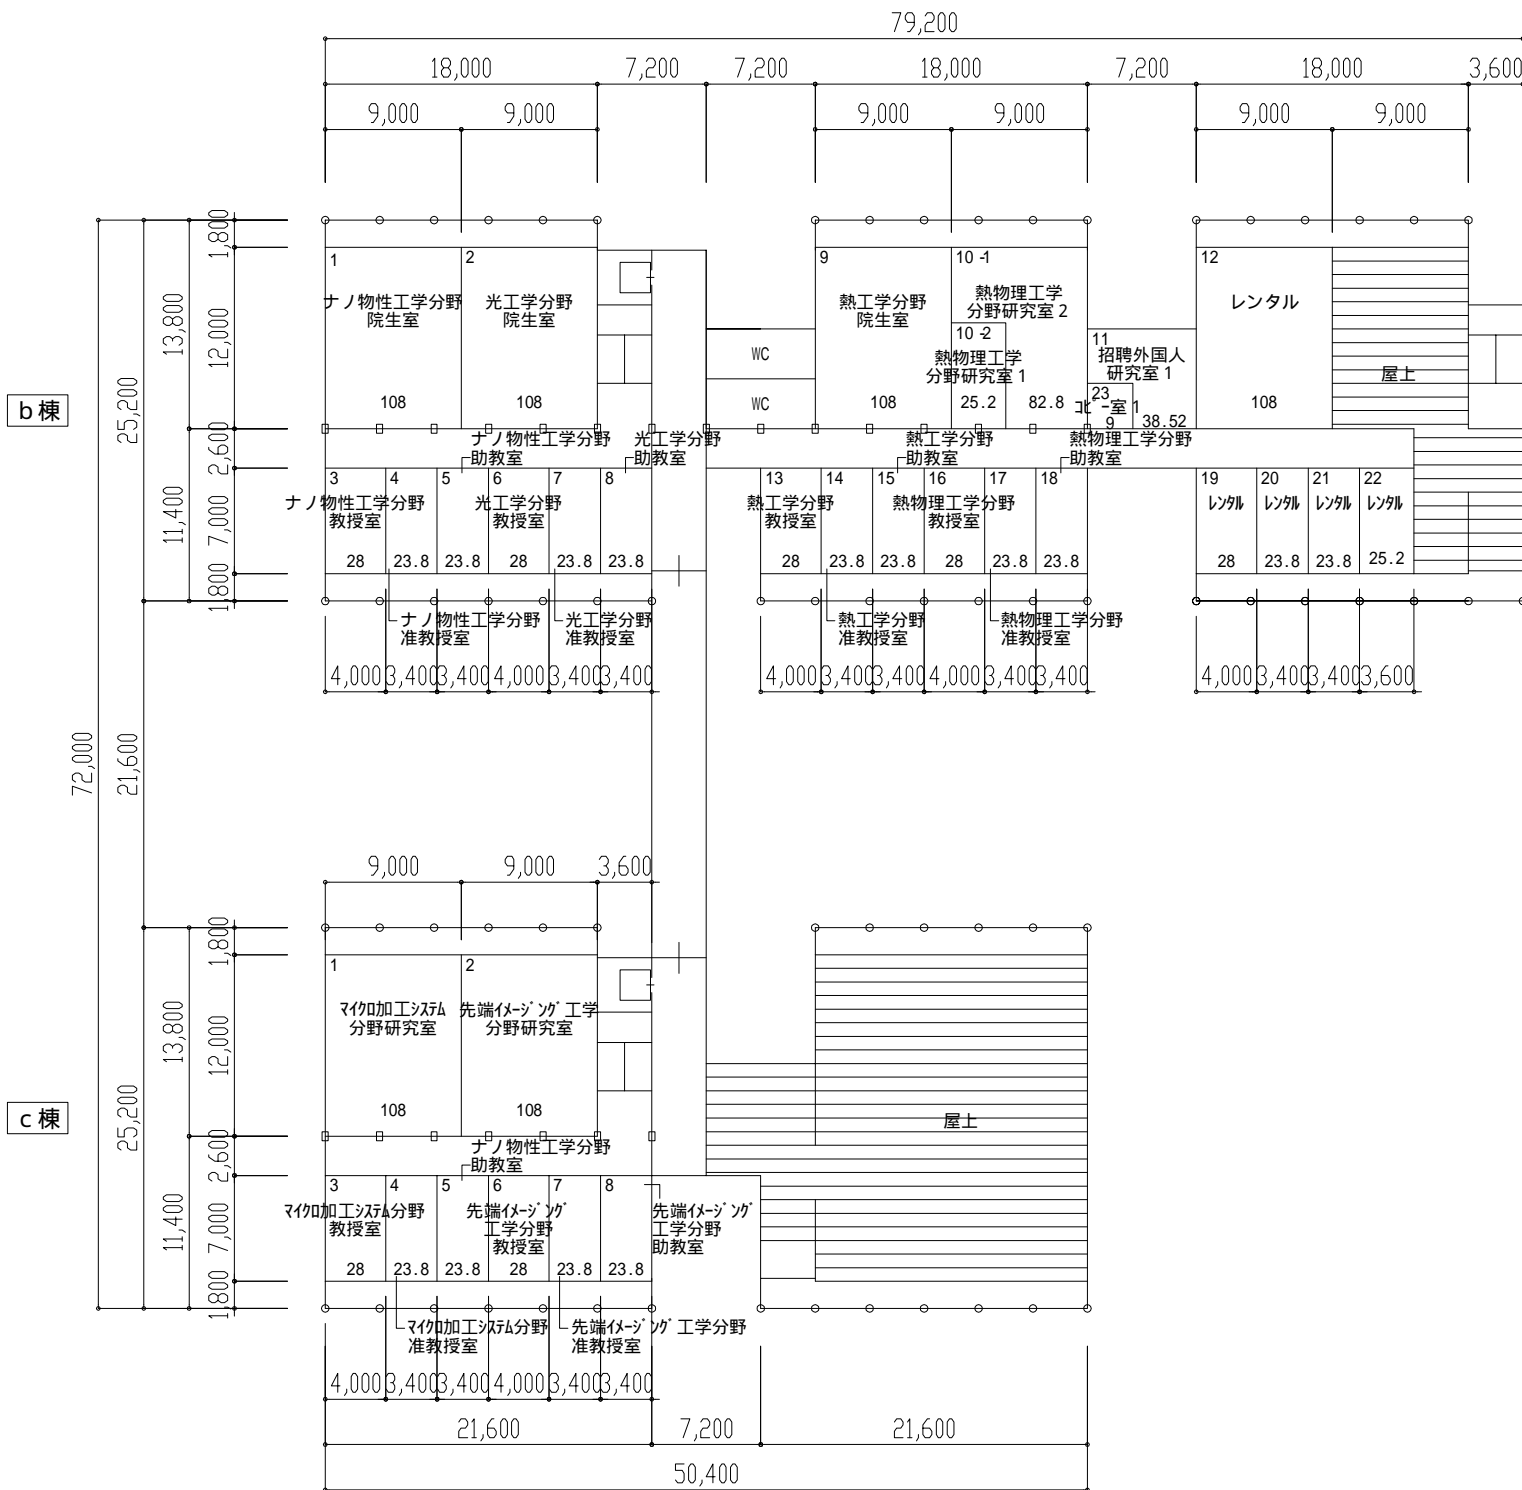 79,200
18,000 7,200 7,200 18,000 7,200 18,000 3,600
9,000 9,000 9,000 9,000 9,000 9,000
b棟
72,000
25,200
21,600
25,200
13,800
11,400
1,800
12,000
2,600
7,000
1,800
1
ナノ物性工学分野
院生室
108
2
光工学分野
院生室
108
WC
WC
9
熱工学分野
院生室
108
10 -1
熱物理工学
分野研究室 2
82.8
10 -2
熱物理工学
分野研究室 1
25.2
11
招聘外国人
研究室 1
38.52
23
ｺﾋﾟｰ室 1
9
12
レンタル
108
屋上
ナノ物性工学分野
助教室
光工学分野
助教室
熱工学分野
助教室
熱物理工学分野
助教室
3 4 5 6 7 8
ナノ物性工学分野
教授室
光工学分野
教授室
28 23.8 23.8 28 23.8 23.8
13 14 15 16 17 18
熱工学分野
教授室
熱物理工学分野
教授室
28 23.8 23.8 28 23.8 23.8
19 20 21 22
ﾚﾝﾀﾙ ﾚﾝﾀﾙ ﾚﾝﾀﾙ ﾚﾝﾀﾙ
28 23.8 23.8 25.2
ナノ物性工学分野
准教授室
光工学分野
准教授室
熱工学分野
准教授室
熱物理工学分野
准教授室
4,000 3,400 3,400 4,000 3,400 3,400
4,000 3,400 3,400 4,000 3,400 3,400
4,000 3,400 3,400 3,600
9,000 9,000 3,600
c棟
13,800
11,400
1,800
12,000
2,600
7,000
1,800
1
ﾏｲｸﾛ加工ｼｽﾃﾑ
分野研究室
108
2
先端ｲﾒｰｼﾞﾝｸﾞ工学
分野研究室
108
屋上
ナノ物性工学分野
助教室
3 4 5 6 7 8
ﾏｲｸﾛ加工ｼｽﾃﾑ分野
教授室
先端ｲﾒｰｼﾞﾝｸﾞ
工学分野
教授室
先端ｲﾒｰｼﾞﾝｸﾞ
工学分野
助教室
28 23.8 23.8 28 23.8 23.8
ﾏｲｸﾛ加工ｼｽﾃﾑ分野
准教授室
先端ｲﾒｰｼﾞﾝｸﾞ工学分野
准教授室
4,000 3,400 3,400 4,000 3,400 3,400
21,600 7,200 21,600
50,400